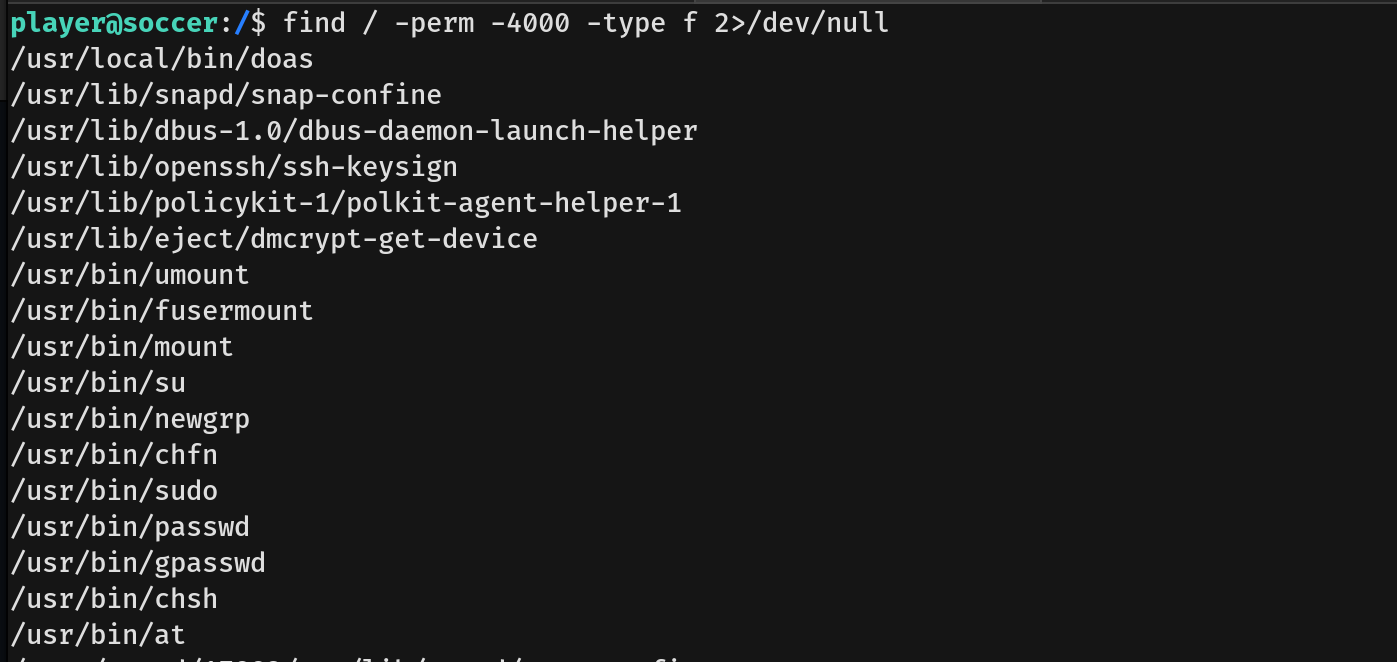 player@soccer:/$ find / -perm -4000 -type f 2>/dev/null
/usr/local/bin/doas
/usr/lib/snapd/snap-confine
/usr/lib/dbus-1.0/dbus-daemon-launch-helper
/usr/lib/openssh/ssh-keysign
/usr/lib/policykit-1/polkit-agent-helper-1
/usr/lib/eject/dmcrypt-get-device
/usr/bin/umount
/usr/bin/fusermount
/usr/bin/mount
/usr/bin/su
/usr/bin/newgrp
/usr/bin/chfn
/usr/bin/sudo
/usr/bin/passwd
/usr/bin/gpasswd
/usr/bin/chsh
/usr/bin/at